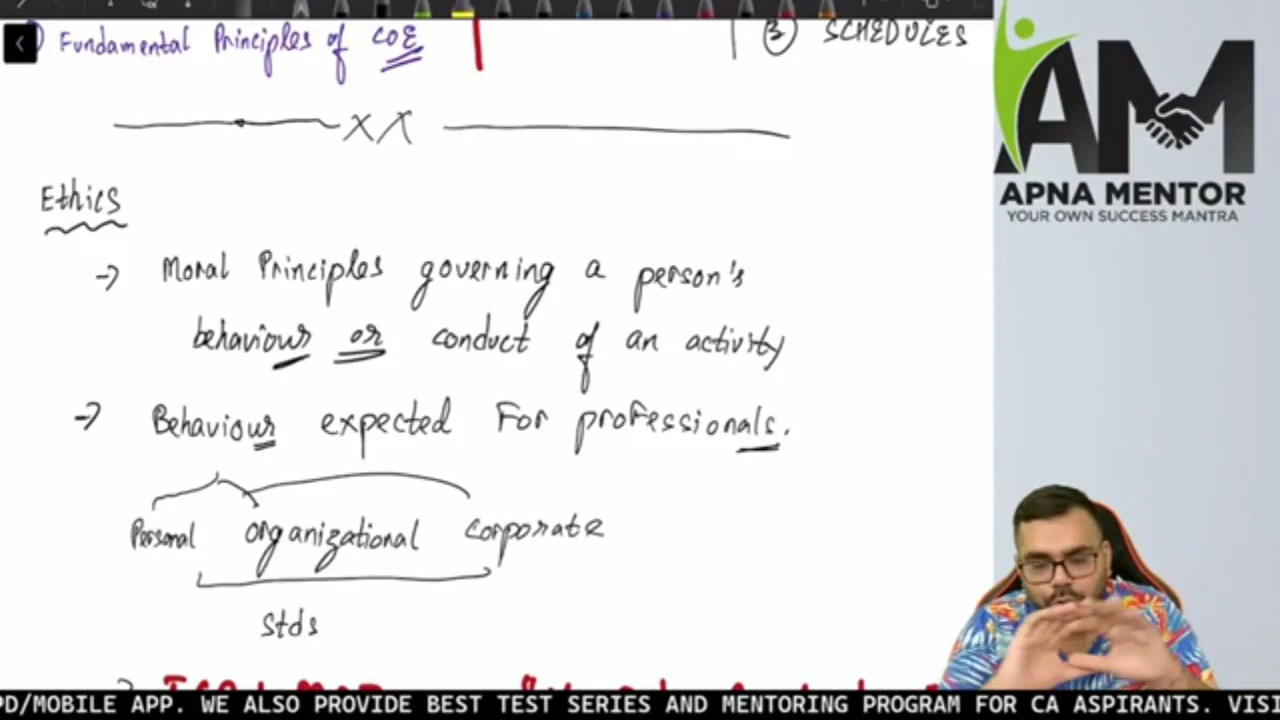 Fundamental Principles of COE
③ SCHEDULES
XX
Ethics
→ Moral Principles governing a person's
behaviour or conduct of an activity
→ Behaviour expected For professionals.
Personal organizational corporate
Stds
AM
APNA MENTOR
YOUR OWN SUCCESS MANTRA
PD/MOBILE APP. WE ALSO PROVIDE BEST TEST SERIES AND MENTORING PROGRAM FOR CA ASPIRANTS. VISI